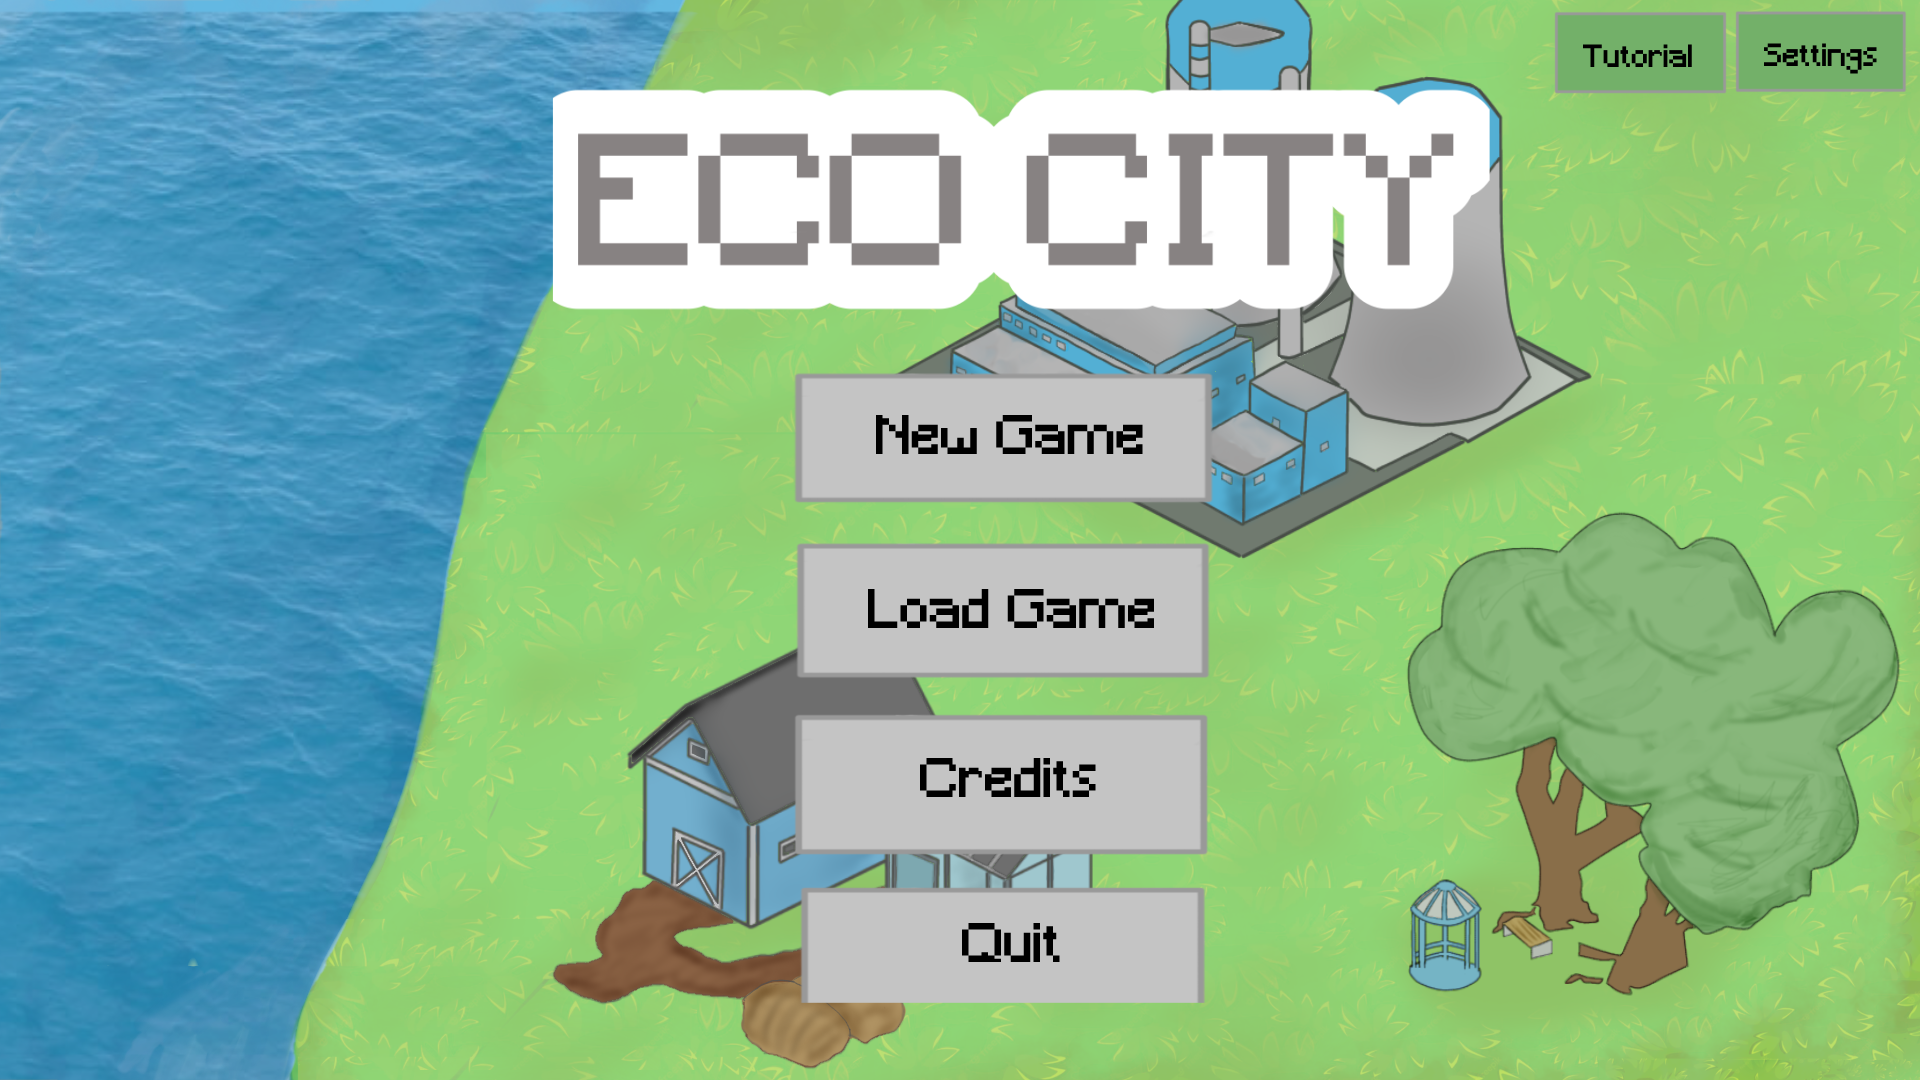 Tutorial
Settings
ECO CITY
New Game
Load Game
Credits
Quit